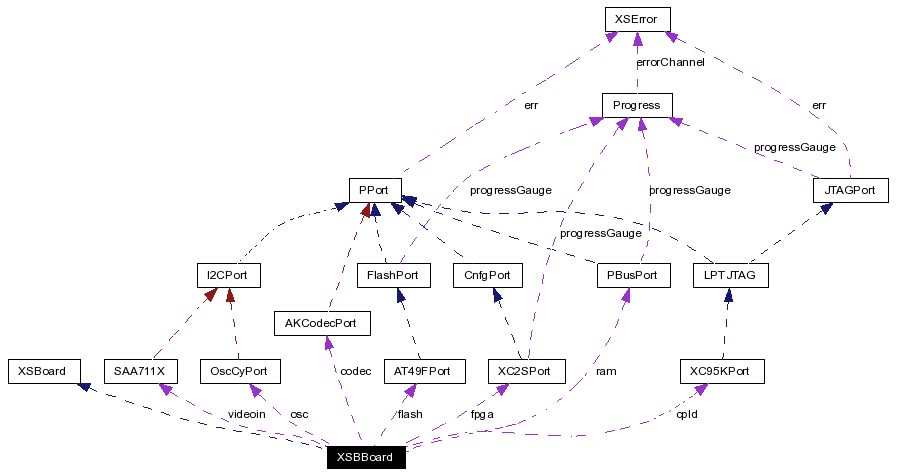 XSError
errorChannel
err
Progress
err
progressGauge
PPort
progressGauge
progressGauge
JTAGPort
progressGauge
I2CPort
FlashPort
CnfgPort
PBusPort
LPTJTAG
AKCodecPort
XSBoard
SAA711X
OscCyPort
codec
AT49FPort
XC2SPort
ram
XC95KPort
videoin
osc
flash
fpga
cpld
XSBBoard